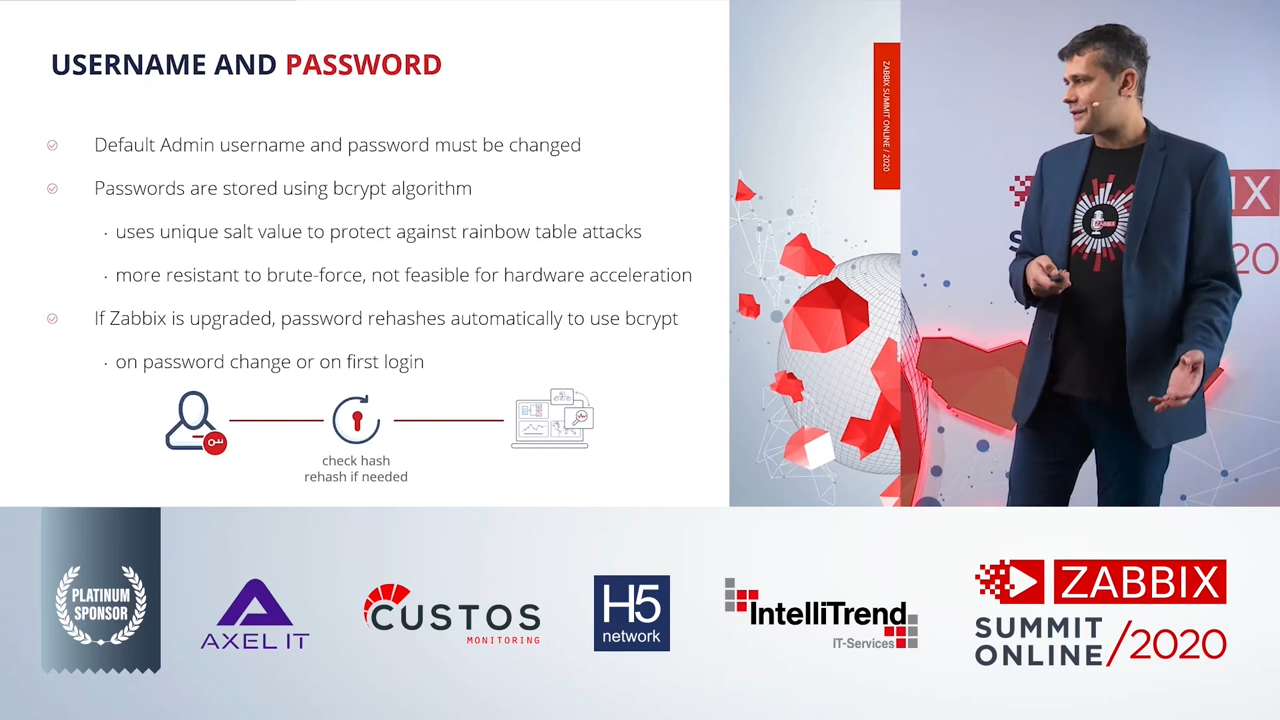 USERNAME AND PASSWORD
Default Admin username and password must be changed
Passwords are stored using bcrypt algorithm
· uses unique salt value to protect against rainbow table attacks
· more resistant to brute-force, not feasible for hardware acceleration
If Zabbix is upgraded, password rehashes automatically to use bcrypt
· on password change or on first login
check hash
rehash if needed
ZABBIX SUMMIT ONLINE / 2020
ZABBIX
IX
S
20
PLATINUM
SPONSOR
AXEL IT
CUSTOS
MONITORING
H5
network
IntelliTrend
IT-Services
ZABBIX
SUMMIT
ONLINE/2020